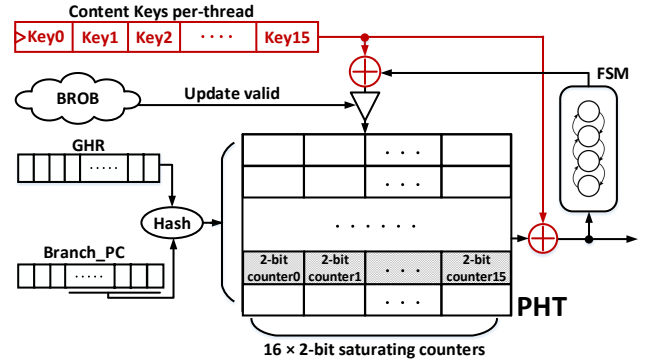 Content Keys per-thread
Key0 Key1 Key2 . . . . Key15
FSM
BROB
Update valid
GHR
.....
. . .
. . .
Hash
. . . . . .
Branch_PC
.....
2-bit counter0 2-bit counter1 . . . 2-bit counter15
. . .
PHT
16 × 2-bit saturating counters